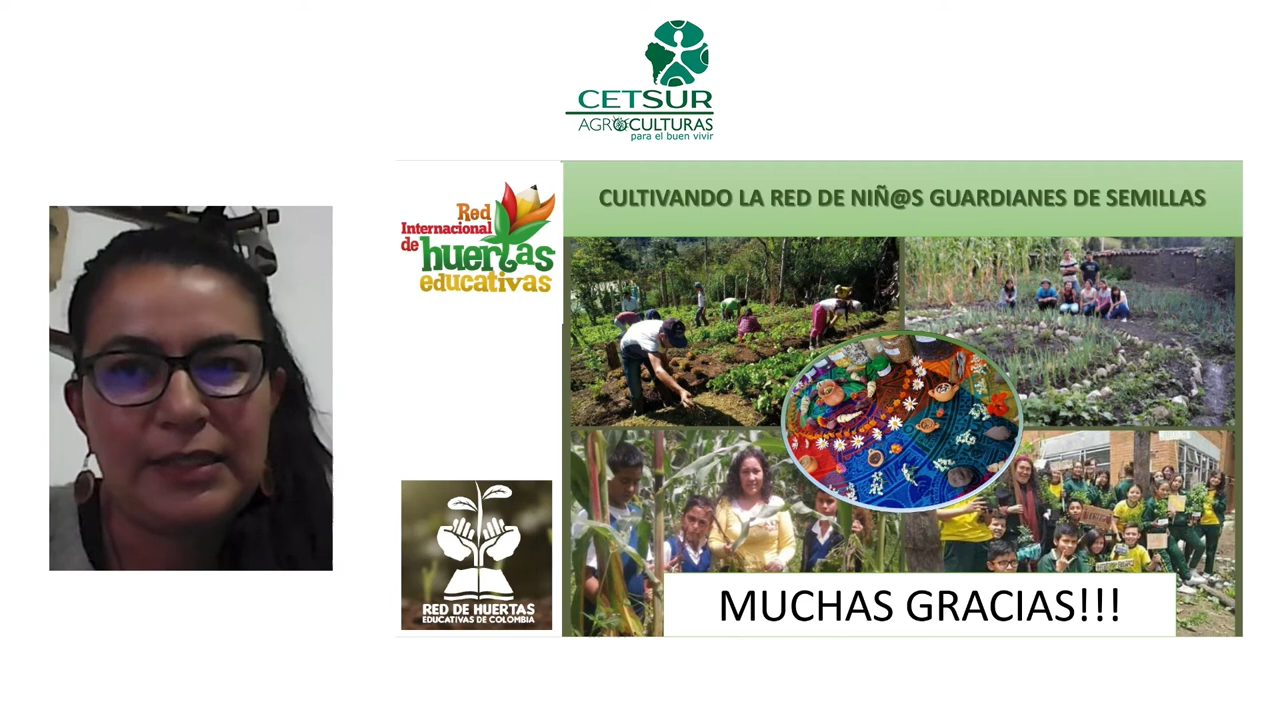 CETSUR
AGROCULTURAS
para el buen vivir
CULTIVANDO LA RED DE NIÑ@S GUARDIANES DE SEMILLAS
Red
Internacional
de huertas
educativas
RED DE HUERTAS
EDUCATIVAS DE COLOMBIA
MUCHAS GRACIAS!!!